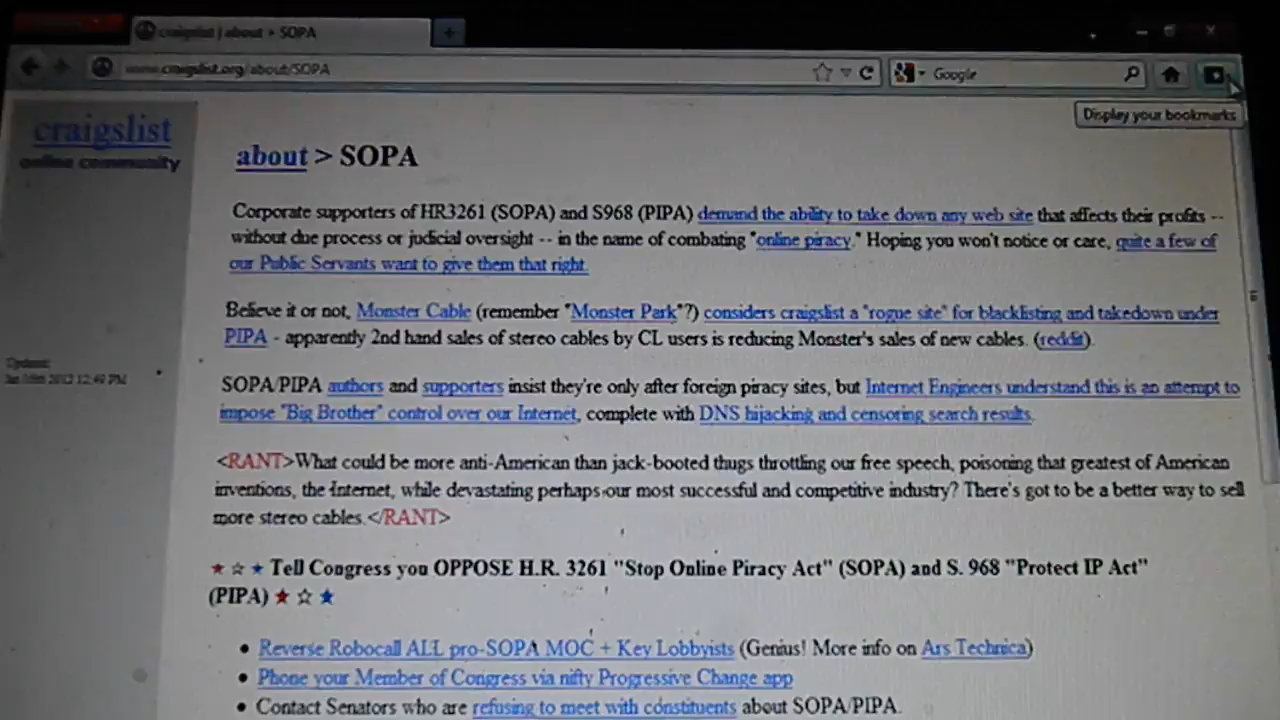 craigslist | about > SOPA
www.craigslist.org/about/SOPA
Google
Display your bookmarks
craigslist
online community
about > SOPA
Corporate supporters of HR3261 (SOPA) and S968 (PIPA) demand the ability to take down any web site that affects their profits --
without due process or judicial oversight -- in the name of combating "online piracy." Hoping you won't notice or care, quite a few of
our Public Servants want to give them that right.
Believe it or not, Monster Cable (remember "Monster Park"?) considers craigslist a "rogue site" for blacklisting and takedown under
PIPA - apparently 2nd hand sales of stereo cables by CL users is reducing Monster's sales of new cables. (reddit).
Updated:
2012 12:49 PM
SOPA/PIPA authors and supporters insist they're only after foreign piracy sites, but Internet Engineers understand this is an attempt to
impose "Big Brother" control over our Internet, complete with DNS hijacking and censoring search results.
<RANT>What could be more anti-American than jack-booted thugs throttling our free speech, poisoning that greatest of American
inventions, the Internet, while devastating perhaps our most successful and competitive industry? There's got to be a better way to sell
more stereo cables.</RANT>
★ ☆ ★ Tell Congress you OPPOSE H.R. 3261 "Stop Online Piracy Act" (SOPA) and S. 968 "Protect IP Act"
(PIPA) ★ ☆ ★
• Reverse Robocall ALL pro-SOPA MOC + Key Lobbyists (Genius! More info on Ars Technica)
• Phone your Member of Congress via nifty Progressive Change app
• Contact Senators who are refusing to meet with constituents about SOPA/PIPA.